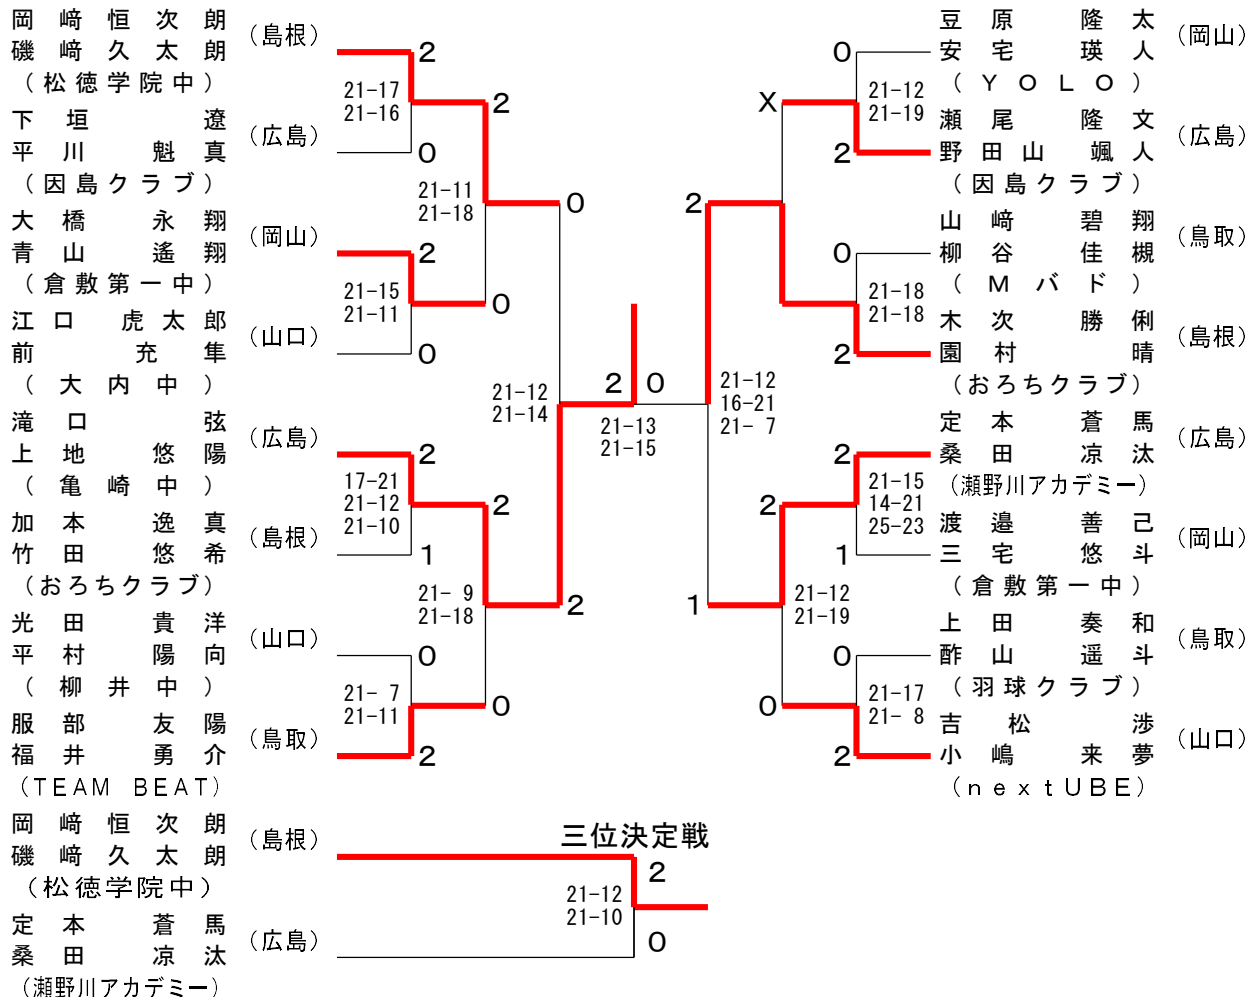 岡﨑恒次朗
磯﨑久太朗
(島根)
(松徳学院中)
下垣遼
平川魁真
(広島)
(因島クラブ)
大橋永翔
青山遙翔
(岡山)
(倉敷第一中)
江口虎太郎
前充隼
(山口)
(大内中)
滝口弦
上地悠陽
(広島)
(亀崎中)
加本逸真
竹田悠希
(島根)
(おろちクラブ)
光田貴洋
平村陽向
(山口)
(柳井中)
服部友陽
福井勇介
(鳥取)
(TEAM BEAT)
2
21-17
21-16
0
2
21-15
21-11
0
2
17-21
21-12
21-10
1
0
21- 7
21-11
2
2
21-11
21-18
0
2
21- 9
21-18
0
0
21-12
21-14
2
2 0
21-13
21-15
2
21-12
16-21
21- 7
1
X
2
21-12
21-19
0
0
21-12
21-19
2
0
21-18
21-18
2
2
21-15
14-21
25-23
1
0
21-17
21- 8
2
豆原隆太
安宅瑛人
(岡山)
(YOLO)
瀬尾隆文
野田山颯人
(広島)
(因島クラブ)
山﨑碧翔
柳谷佳槻
(鳥取)
(Mバド)
木次勝俐
園村晴
(島根)
(おろちクラブ)
定本蒼馬
桑田凉汰
(広島)
(瀬野川アカデミー)
渡邉善己
三宅悠斗
(岡山)
(倉敷第一中)
上田奏和
酢山遥斗
(鳥取)
(羽球クラブ)
吉松渉
小嶋来夢
(山口)
(nextUBE)
三位決定戦
岡﨑恒次朗
磯﨑久太朗
(島根)
(松徳学院中)
定本蒼馬
桑田凉汰
(広島)
(瀬野川アカデミー)
2
21-12
21-10
0